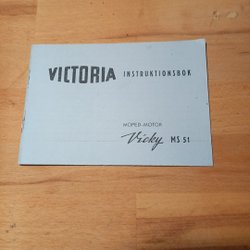 VICTORIA INSTRUKTIONSBOK
MOPED-MOTOR
Vicky MS 51